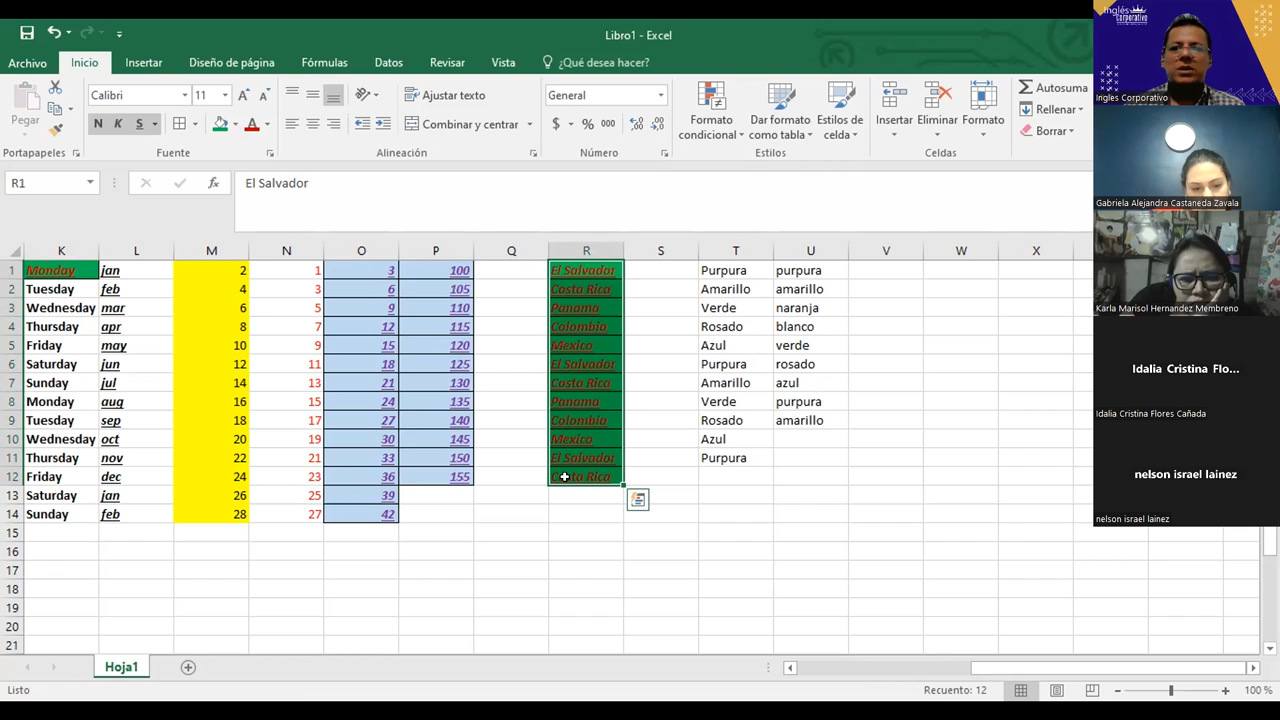 Libro1 - Excel
Archivo Inicio Insertar Diseño de página Fórmulas Datos Revisar Vista ¿Qué desea hacer?
Pegar
Calibri 11
N K S
Ajustar texto
Combinar y centrar
General
$ % 000
Formato condicional
Dar formato como tabla
Estilos de celda
Insertar
Eliminar
Formato
Autosuma
Rellenar
Borrar
Portapapeles Fuente Alineación Número Estilos Celdas
R1 fx El Salvador
K L M N O P Q R S T U V W X
1 Monday jan 2 1 3 100 El Salvador Purpura purpura
2 Tuesday feb 4 3 6 105 Costa Rica Amarillo amarillo
3 Wednesday mar 6 5 9 110 Panama Verde naranja
4 Thursday apr 8 7 12 115 Colombia Rosado blanco
5 Friday may 10 9 15 120 Mexico Azul verde
6 Saturday jun 12 11 18 125 El Salvador Purpura rosado
7 Sunday jul 14 13 21 130 Costa Rica Amarillo azul
8 Monday aug 16 15 24 135 Panama Verde purpura
9 Tuesday sep 18 17 27 140 Colombia Rosado amarillo
10 Wednesday oct 20 19 30 145 Mexico Azul
11 Thursday nov 22 21 33 150 El Salvador Purpura
12 Friday dec 24 23 36 155 Costa Rica
13 Saturday jan 26 25 39
14 Sunday feb 28 27 42
15
16
17
18
19
20
21
Hoja1
Listo
Recuento: 12
100 %
Inglés
Corporativo
Ingles Corporativo
Gabriela Alejandra Castaneda Zavala
Karla Marisol Hernandez Membreno
Idalia Cristina Flo...
Idalia Cristina Flores Cañada
nelson israel lainez
nelson israel lainez